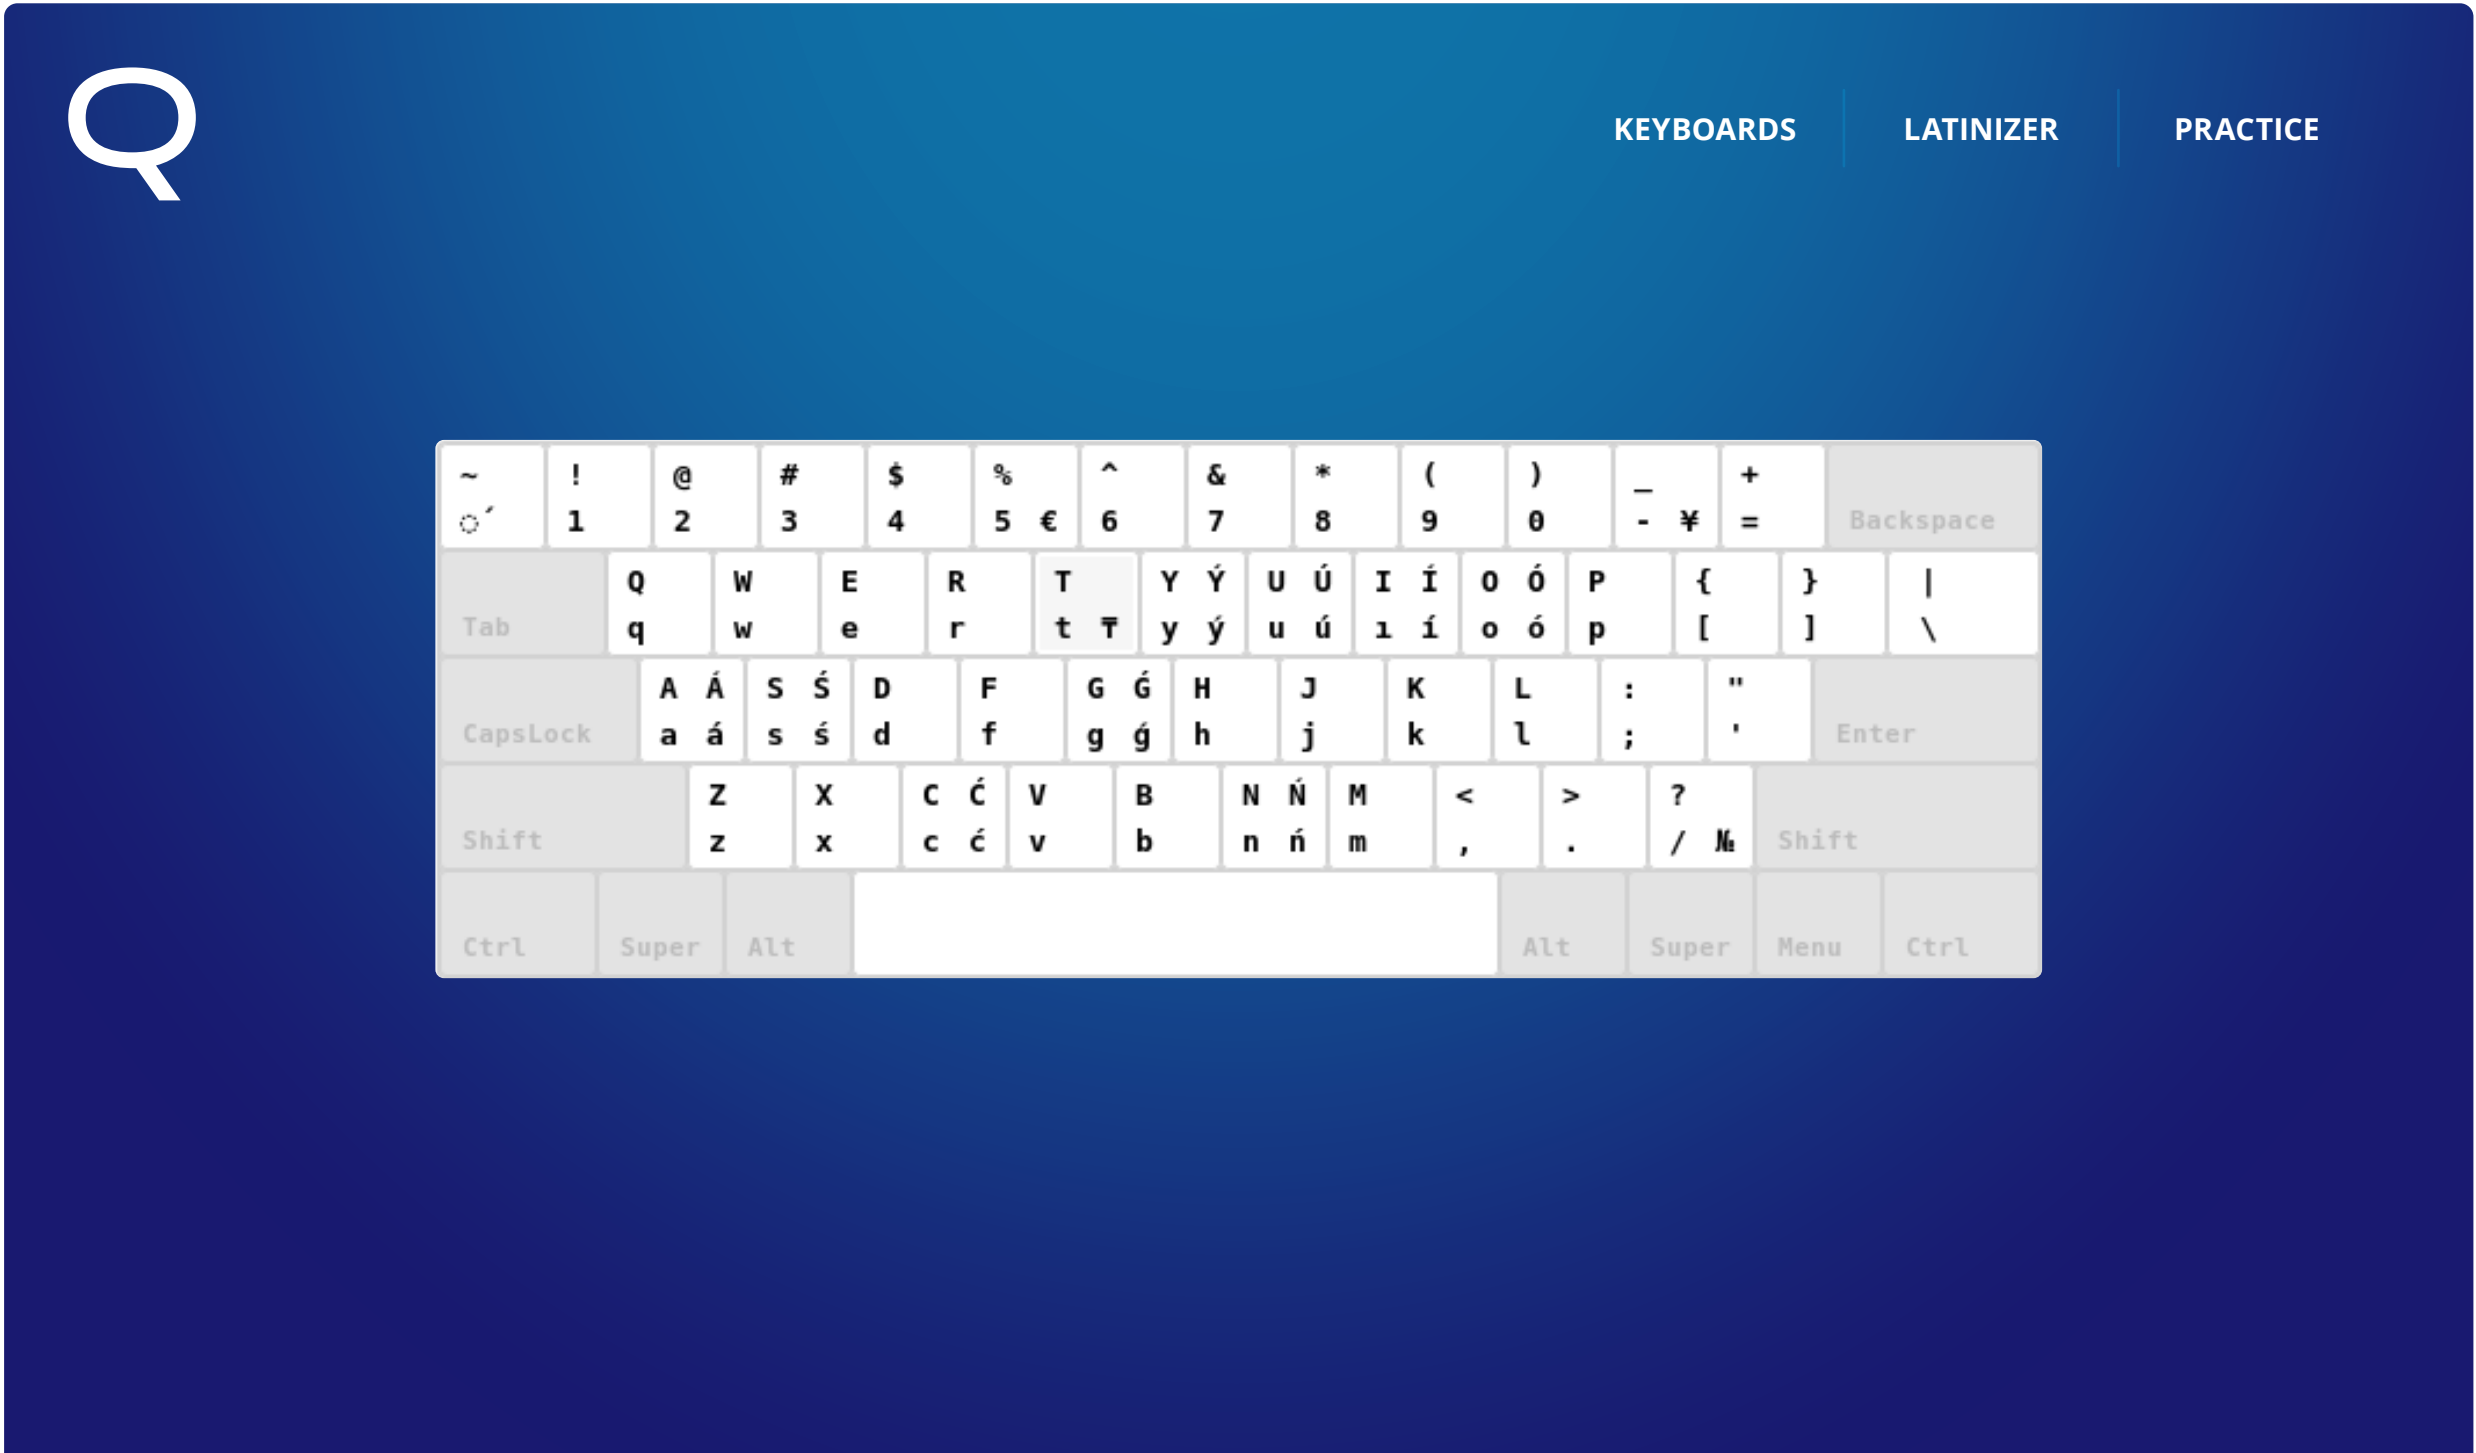 Q
KEYBOARDS LATINIZER PRACTICE
~ ! @ # $ % ^ & * ( ) _ +
◌´ 1 2 3 4 5 € 6 7 8 9 0 - ¥ = Backspace
Q W E R T Y Ý U Ú I Í O Ó P { } |
Tab q w e r t ₸ y ý u ú ı í o ó p [ ] \
A Á S Ś D F G Ǵ H J K L : "
CapsLock a á s ś d f g ǵ h j k l ; ' Enter
Z X C Ć V B N Ń M < > ?
Shift z x c ć v b n ń m , . / № Shift
Ctrl Super Alt Alt Super Menu Ctrl